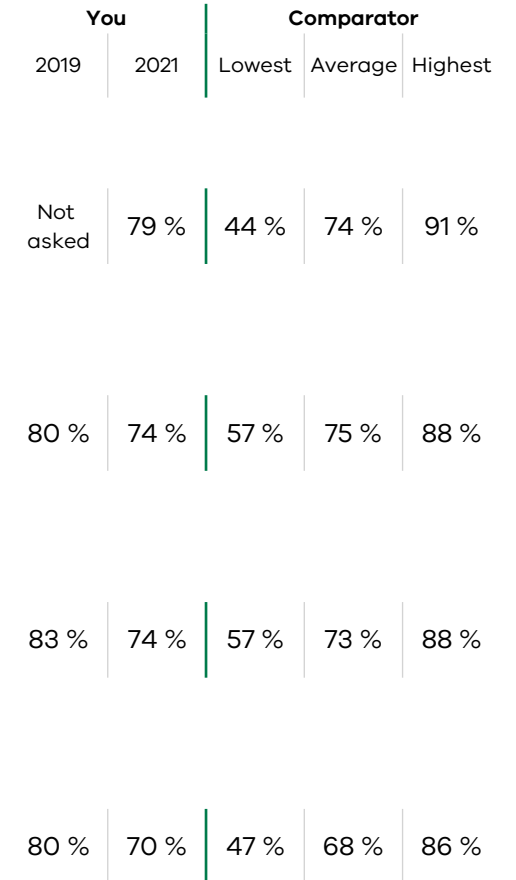 You Comparator
2019 2021 Lowest Average Highest
Not
asked 79 % 44 % 74 % 91 %
80 % 74 % 57 % 75 % 88 %
83 % 74 % 57 % 73 % 88 %
80 % 70 % 47 % 68 % 86 %